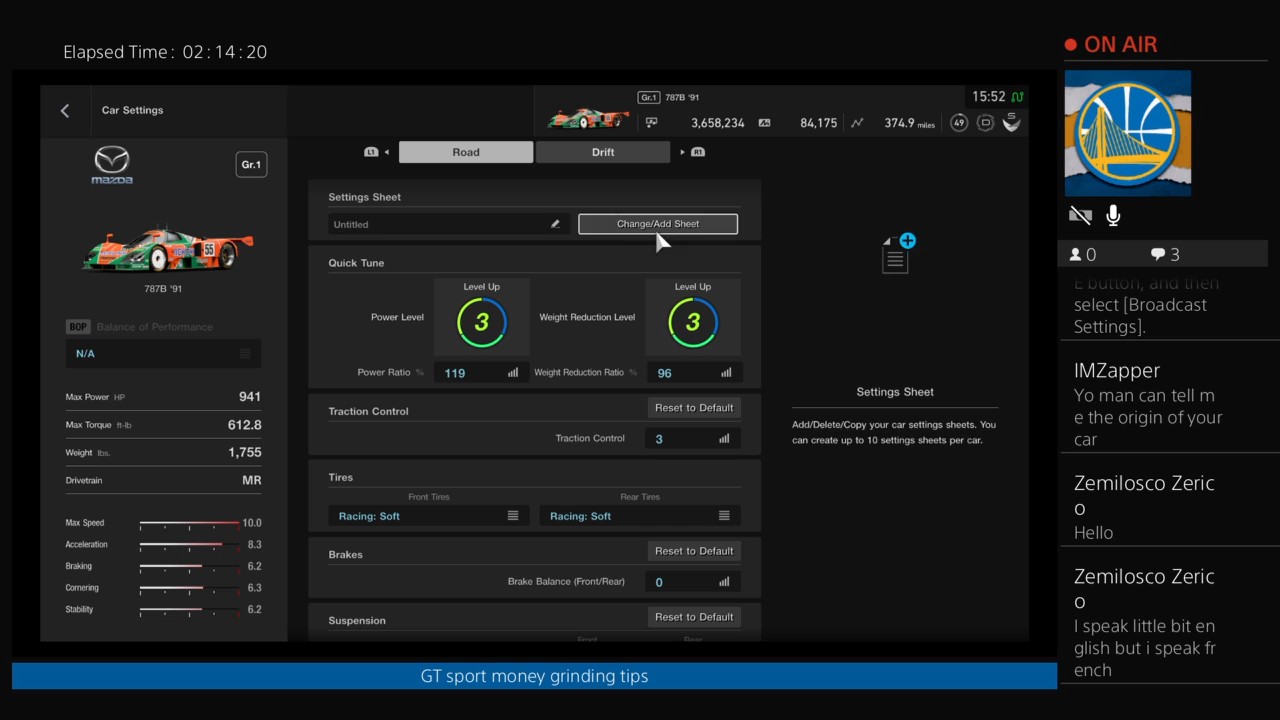 Elapsed Time: 02:14:20
ON AIR
Car Settings
Gr.1 787B '91
15:52
3,658,234
84,175
374.9 miles
49
S
mazda
Gr.1
55
787B '91
BOP Balance of Performance
N/A
Max Power HP 941
Max Torque ft-lb 612.8
Weight lbs. 1,755
Drivetrain MR
Max Speed 10.0
Acceleration 8.3
Braking 6.2
Cornering 6.3
Stability 6.2
L1 Road Drift R1
Settings Sheet
Untitled Change/Add Sheet
Quick Tune
Level Up Level Up
Power Level 3 Weight Reduction Level 3
Power Ratio % 119 Weight Reduction Ratio % 96
Traction Control Reset to Default
Traction Control 3
Tires
Front Tires Rear Tires
Racing: Soft Racing: Soft
Brakes Reset to Default
Brake Balance (Front/Rear) 0
Suspension Reset to Default
Front Rear
Settings Sheet
Add/Delete/Copy your car settings sheets. You
can create up to 10 settings sheets per car.
0 3
E button, and then
select [Broadcast
Settings].
IMZapper
Yo man can tell m
e the origin of your
car
Zemilosco Zeric
o
Hello
Zemilosco Zeric
o
I speak little bit en
glish but i speak fr
ench
GT sport money grinding tips